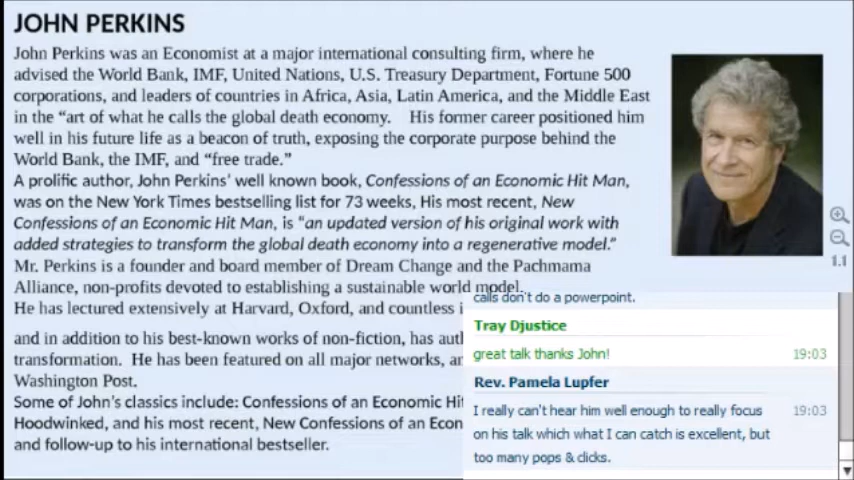 JOHN PERKINS
John Perkins was an Economist at a major international consulting firm, where he
advised the World Bank, IMF, United Nations, U.S. Treasury Department, Fortune 500
corporations, and leaders of countries in Africa, Asia, Latin America, and the Middle East
in the “art of what he calls the global death economy. His former career positioned him
well in his future life as a beacon of truth, exposing the corporate purpose behind the
World Bank, the IMF, and “free trade.”
A prolific author, John Perkins’ well known book, Confessions of an Economic Hit Man,
was on the New York Times bestselling list for 73 weeks, His most recent, New
Confessions of an Economic Hit Man, is “an updated version of his original work with
added strategies to transform the global death economy into a regenerative model.”
Mr. Perkins is a founder and board member of Dream Change and the Pachmama
Alliance, non-profits devoted to establishing a sustainable world model.
He has lectured extensively at Harvard, Oxford, and countless
and in addition to his best-known works of non-fiction, has
transformation. He has been featured on all major networks,
Washington Post.
Some of John’s classics include: Confessions of an Economic Hit
Hoodwinked, and his most recent, New Confessions of an
and follow-up to his international bestseller.
1.1
calls don't do a powerpoint.
Tray Djustice
great talk thanks John! 19:03
Rev. Pamela Lupfer
I really can't hear him well enough to really focus 19:03
on his talk which what I can catch is excellent, but
too many pops & clicks.